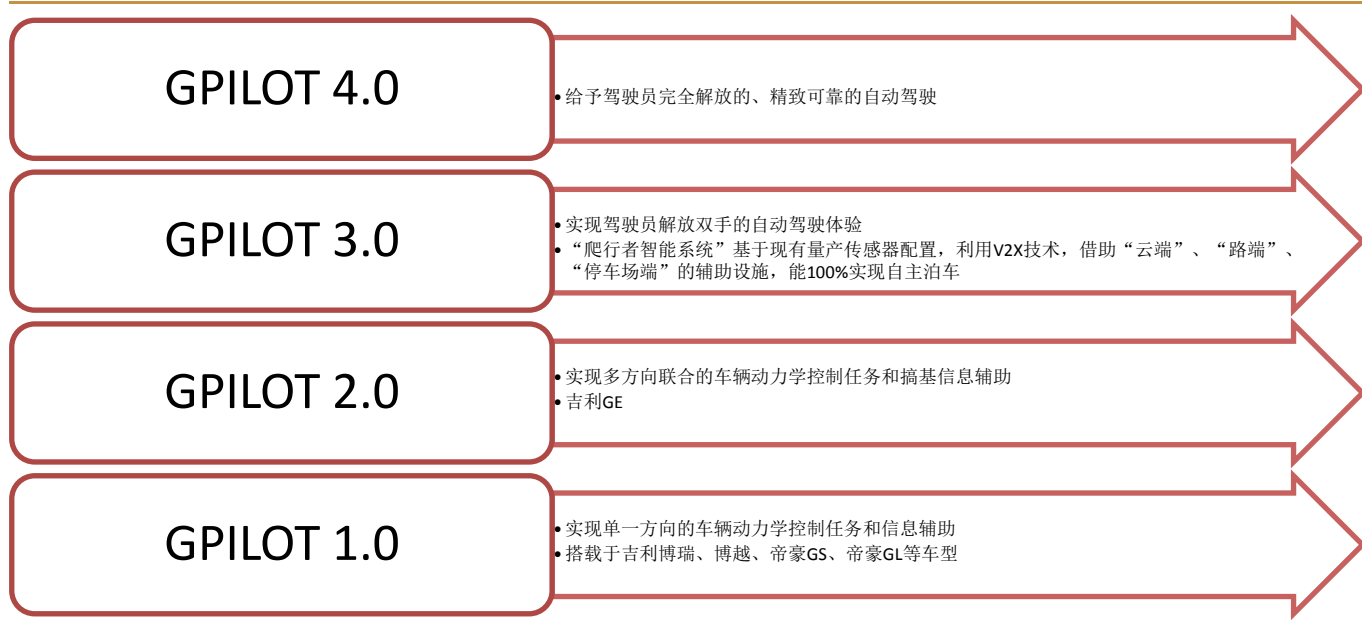 GPILOT 4.0
•给予驾驶员完全解放的、精致可靠的自动驾驶
GPILOT 3.0
•实现驾驶员解放双手的自动驾驶体验
•“爬行者智能系统”基于现有量产传感器配置，利用V2X技术，借助“云端”、“路端”、
“停车场端”的辅助设施，能100%实现自主泊车
GPILOT 2.0
•实现多方向联合的车辆动力学控制任务和搞基信息辅助
•吉利GE
GPILOT 1.0
•实现单一方向的车辆动力学控制任务和信息辅助
•搭载于吉利博瑞、博越、帝豪GS、帝豪GL等车型